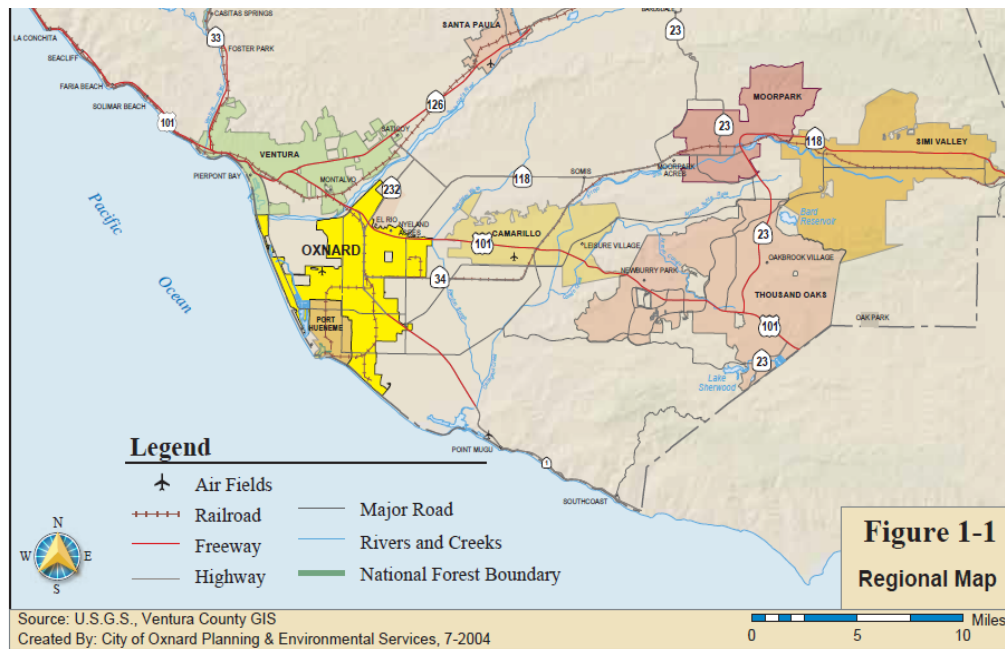 CASITAS SPRINGS
LA CONCHITA
33
FOSTER PARK
SEACLIFF
FARIA BEACH
SOLIMAR BEACH
101
SANTA PAULA
126
SATICOY
VENTURA
PIERPONT BAY
MONTALVO
232
EL RIO
NYELAND
ACRES
OXNARD
PORT
HUENEME
Pacific
Ocean
23
MOORPARK
23
118
SIMI VALLEY
MOORPARK
ACRES
SOMIS
118
CAMARILLO
101
LEISURE VILLAGE
34
Bard
Reservoir
23
OAKBROOK VILLAGE
NEWBURRY PARK
THOUSAND OAKS
101
OAK PARK
23
Lake
Sherwood
POINT MUGU
1
SOUTHCOAST
Legend
Air Fields
Railroad
Freeway
Highway
Major Road
Rivers and Creeks
National Forest Boundary
N
W
E
S
Figure 1-1
Regional Map
Source: U.S.G.S., Ventura County GIS
Created By: City of Oxnard Planning & Environmental Services, 7-2004
0 5 10 Miles